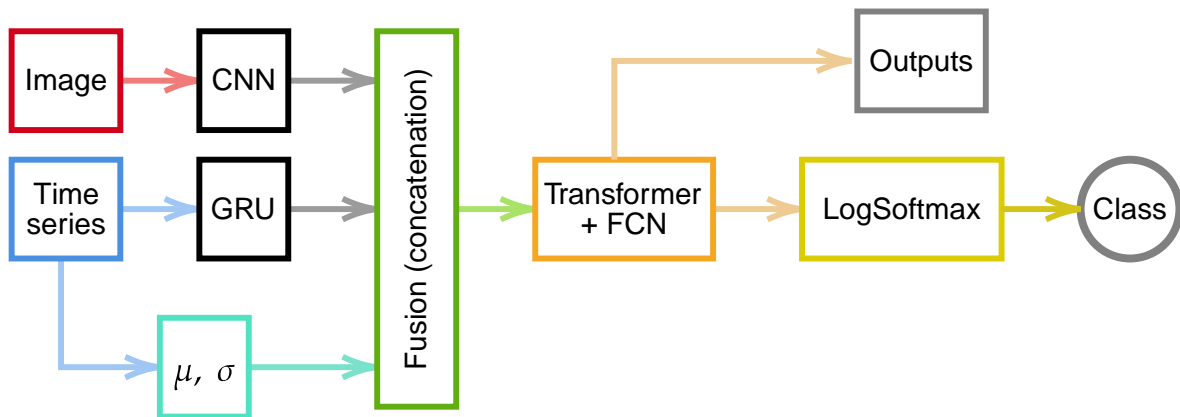 Image
CNN
Time
series
GRU
μ, σ
Fusion (concatenation)
Transformer
+ FCN
Outputs
LogSoftmax
Class